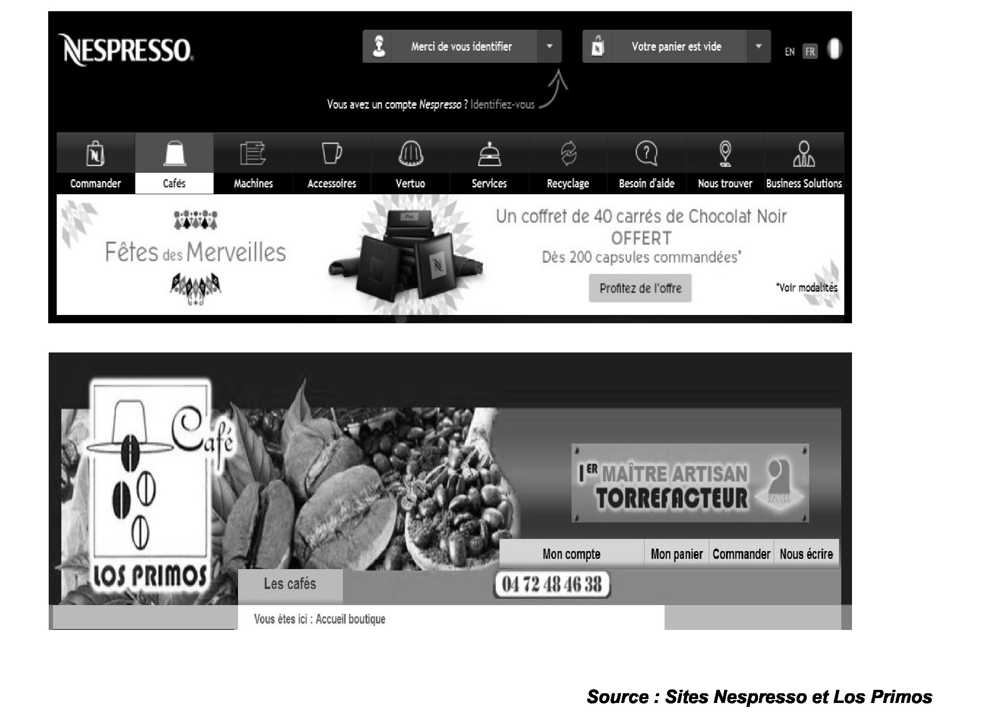 NESPRESSO
Merci de vous identifier
Votre panier est vide
EN FR
Vous avez un compte Nespresso ? Identifiez-vous
Commander Cafés Machines Accessoires Vertuo Services Recyclage Besoin d'aide Nous trouver Business Solutions
Fêtes des Merveilles
Un coffret de 40 carrés de Chocolat Noir
OFFERT
Dès 200 capsules commandées*
Profitez de l'offre
*Voir modalités
Café
LOS PRIMOS
1ER MAÎTRE ARTISAN
TORREFACTEUR
Mon compte Mon panier Commander Nous écrire
Les cafés
04 72 48 46 38
Vous êtes ici : Accueil boutique
Source : Sites Nespresso et Los Primos